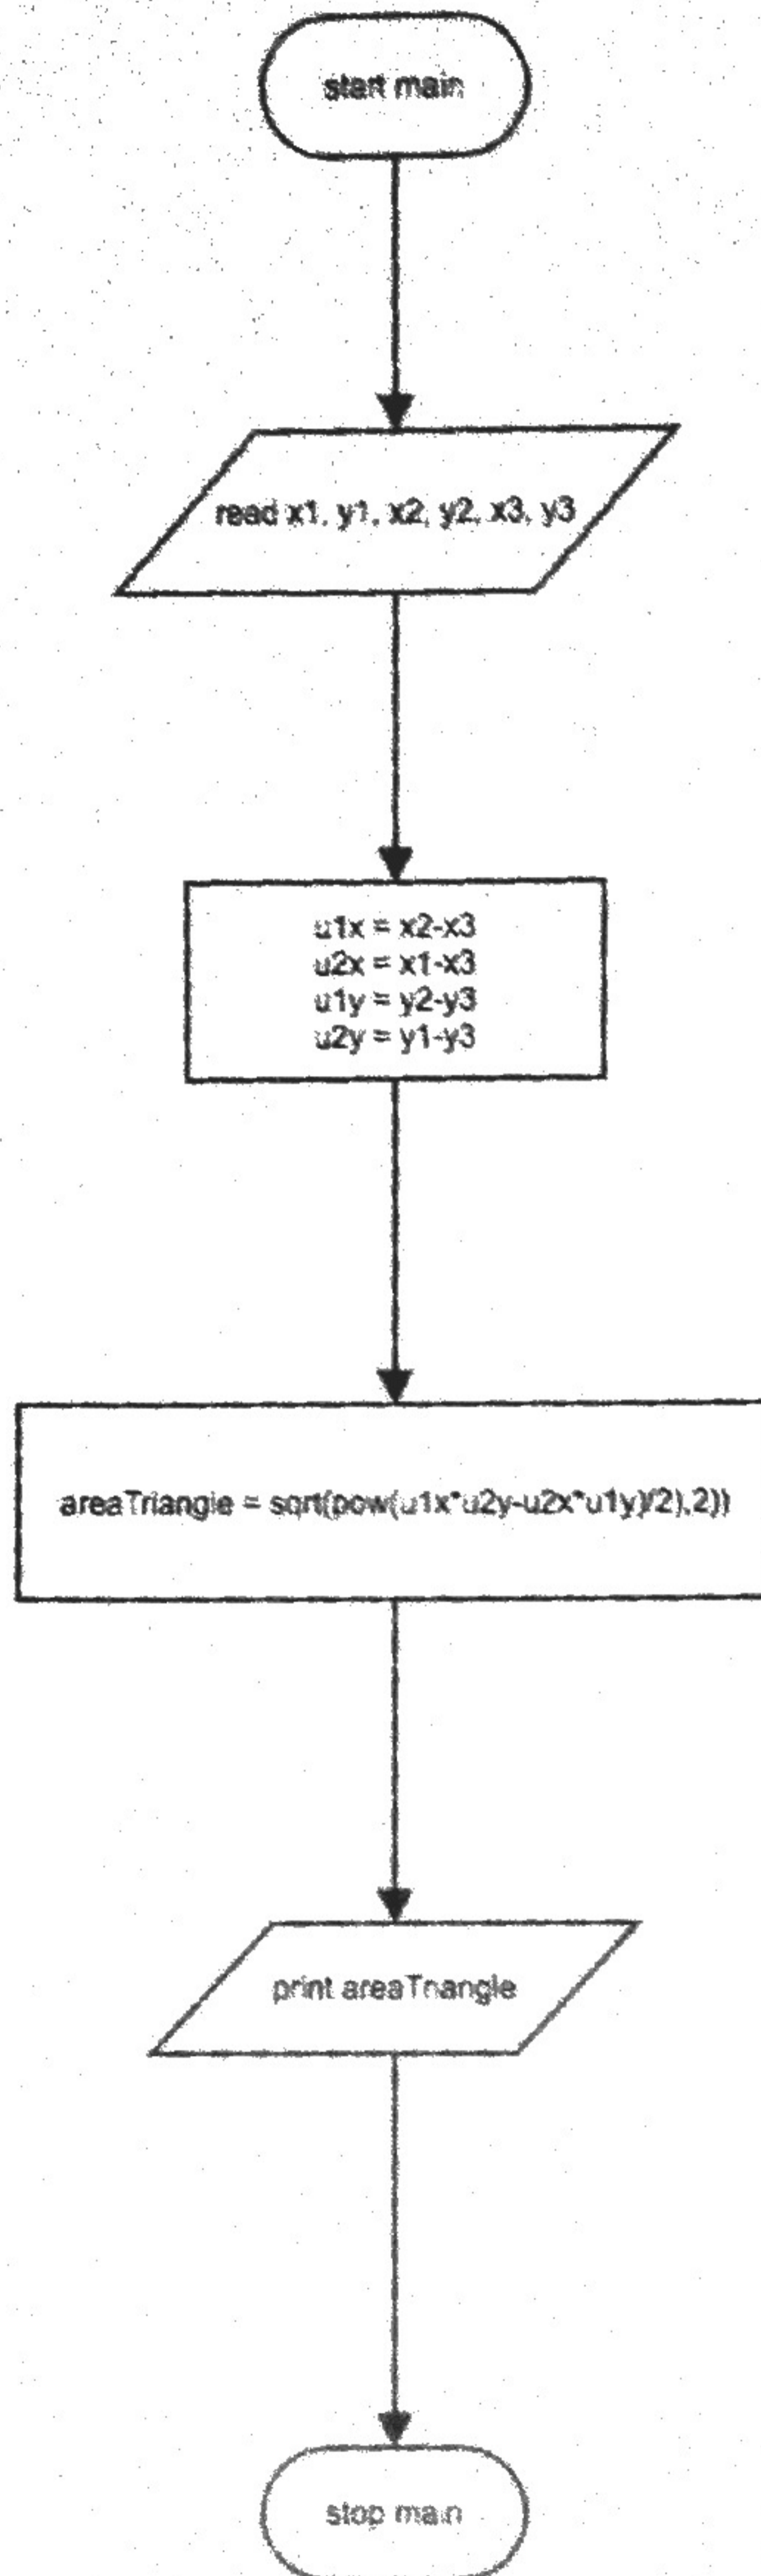 start main
read x1, y1, x2, y2, x3, y3
u1x = x2-x3
u2x = x1-x3
u1y = y2-y3
u2y = y1-y3
areaTriangle = sqrt(pow(u1x*u2y-u2x*u1y)/2),2))
print areaTriangle
stop main